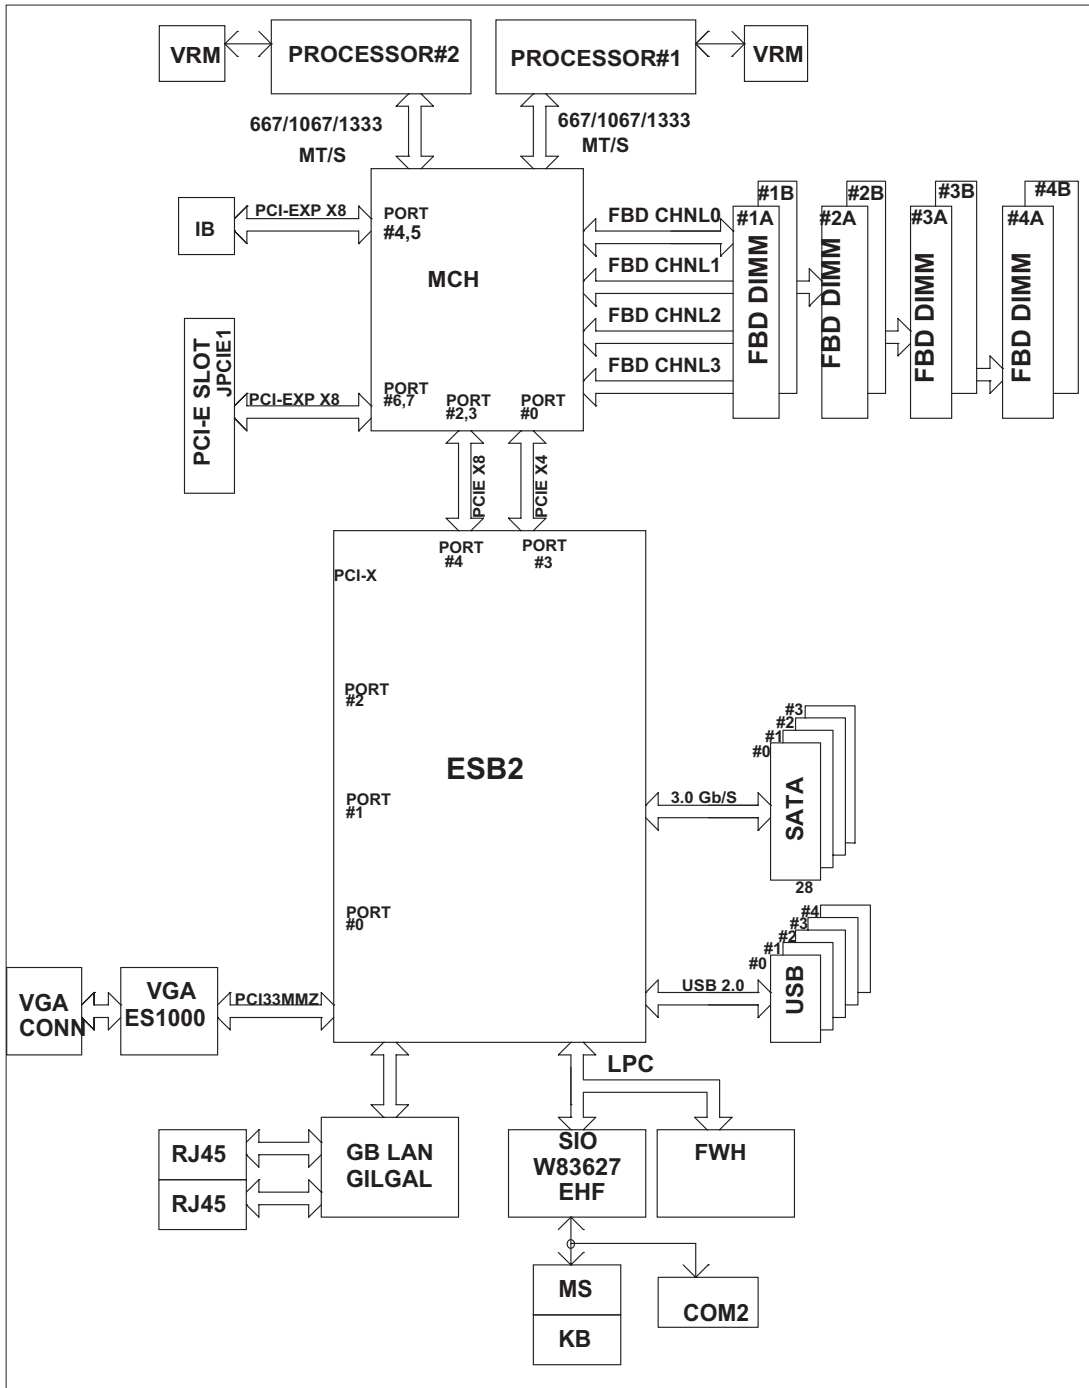 VRM
PROCESSOR#2
PROCESSOR#1
VRM
667/1067/1333
MT/S
667/1067/1333
MT/S
IB
PCI-EXP X8
PORT
#4,5
MCH
FBD CHNL0
FBD CHNL1
FBD CHNL2
FBD CHNL3
#1B
#1A
FBD DIMM
#2B
#2A
FBD DIMM
#3B
#3A
FBD DIMM
#4B
#4A
FBD DIMM
PCI-E SLOT
JPCIE1
PCI-EXP X8
PORT
#6,7
PORT
#2,3
PORT
#0
PCIE X8
PCIE X4
PORT
#4
PORT
#3
PCI-X
PORT
#2
ESB2
PORT
#1
PORT
#0
3.0 Gb/S
#3
#2
#1
#0
SATA
28
USB 2.0
#4
#3
#2
#1
#0
USB
VGA
CONN
VGA
ES1000
PCI33MMZ
LPC
RJ45
RJ45
GB LAN
GILGAL
SIO
W83627
EHF
FWH
MS
KB
COM2